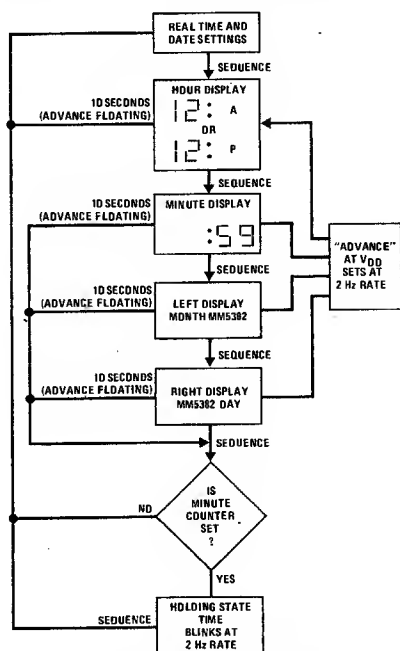 REAL TIME AND
DATE SETTINGS
SEQUENCE
10 SECONDS
(ADVANCE FLOATING)
HOUR DISPLAY
12: A
OR
12: P
SEQUENCE
10 SECONDS
(ADVANCE FLOATING)
MINUTE DISPLAY
:59
"ADVANCE"
AT VDD
SETS AT
2 Hz RATE
SEQUENCE
10 SECONDS
(ADVANCE FLOATING)
LEFT DISPLAY
MONTH MM5382
SEQUENCE
10 SECONDS
(ADVANCE FLOATING)
RIGHT DISPLAY
MM5382 DAY
SEQUENCE
IS
MINUTE
COUNTER
SET
?
NO
YES
SEQUENCE
HOLDING STATE
TIME
BLINKS AT
2 Hz RATE